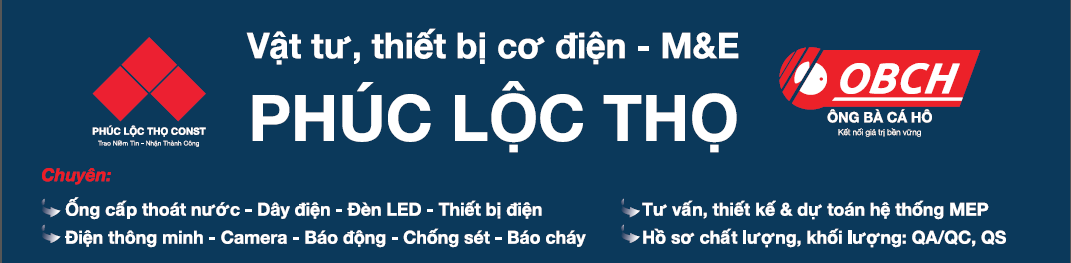 Vật tư, thiết bị cơ điện - M&E
PHÚC LỘC THỌ
PHÚC LỘC THỌ CONST
Trao Niềm Tin - Nhận Thành Công
OBCH
ÔNG BÀ CÁ HÔ
Kết nối giá trị bền vững
Chuyên:
Ống cấp thoát nước - Dây điện - Đèn LED - Thiết bị điện
Điện thông minh - Camera - Báo động - Chống sét - Báo cháy
Tư vấn, thiết kế & dự toán hệ thống MEP
Hồ sơ chất lượng, khối lượng: QA/QC, QS